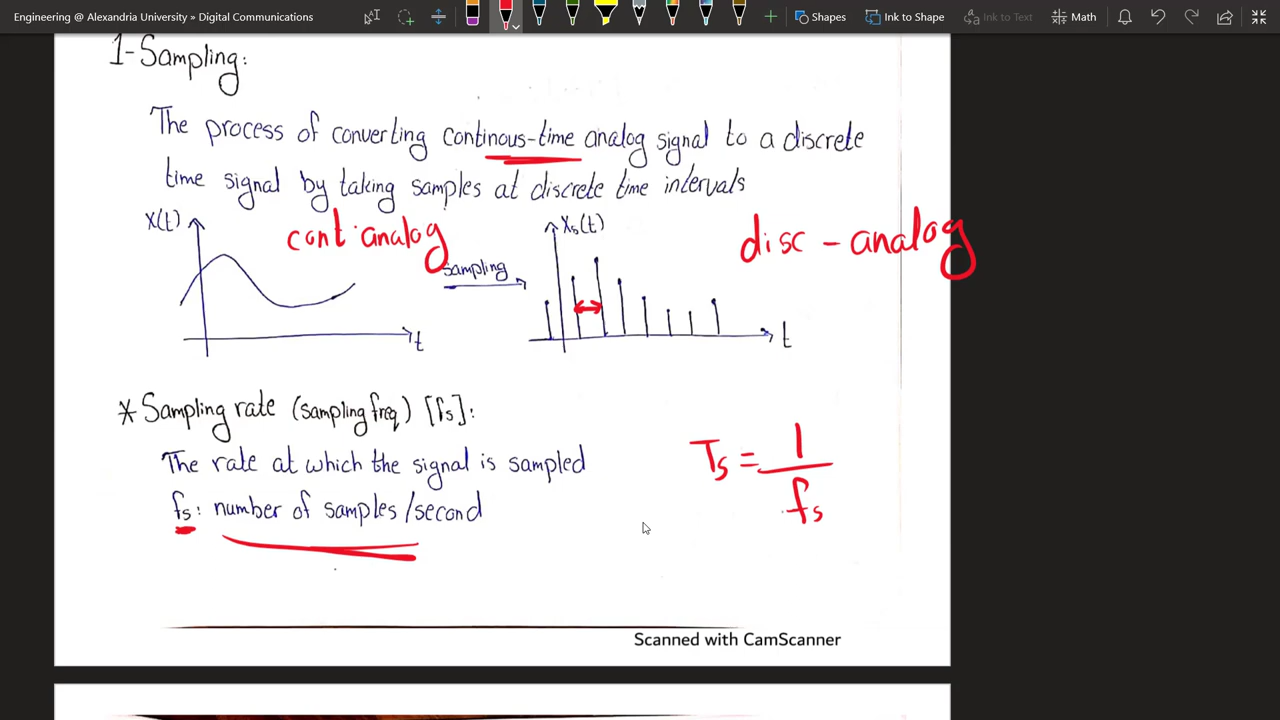 Engineering @ Alexandria University » Digital Communications
Shapes
Ink to Shape
Ink to Text
Math
1-Sampling:
The process of converting continous-time analog signal to a discrete
time signal by taking samples at discrete time intervals
x(t)
cont. analog
sampling
t
xs(t)
disc - analog
t
* Sampling rate (sampling freq) [fs]:
The rate at which the signal is sampled
fs: number of samples/second
Ts = 1
fs
Scanned with CamScanner